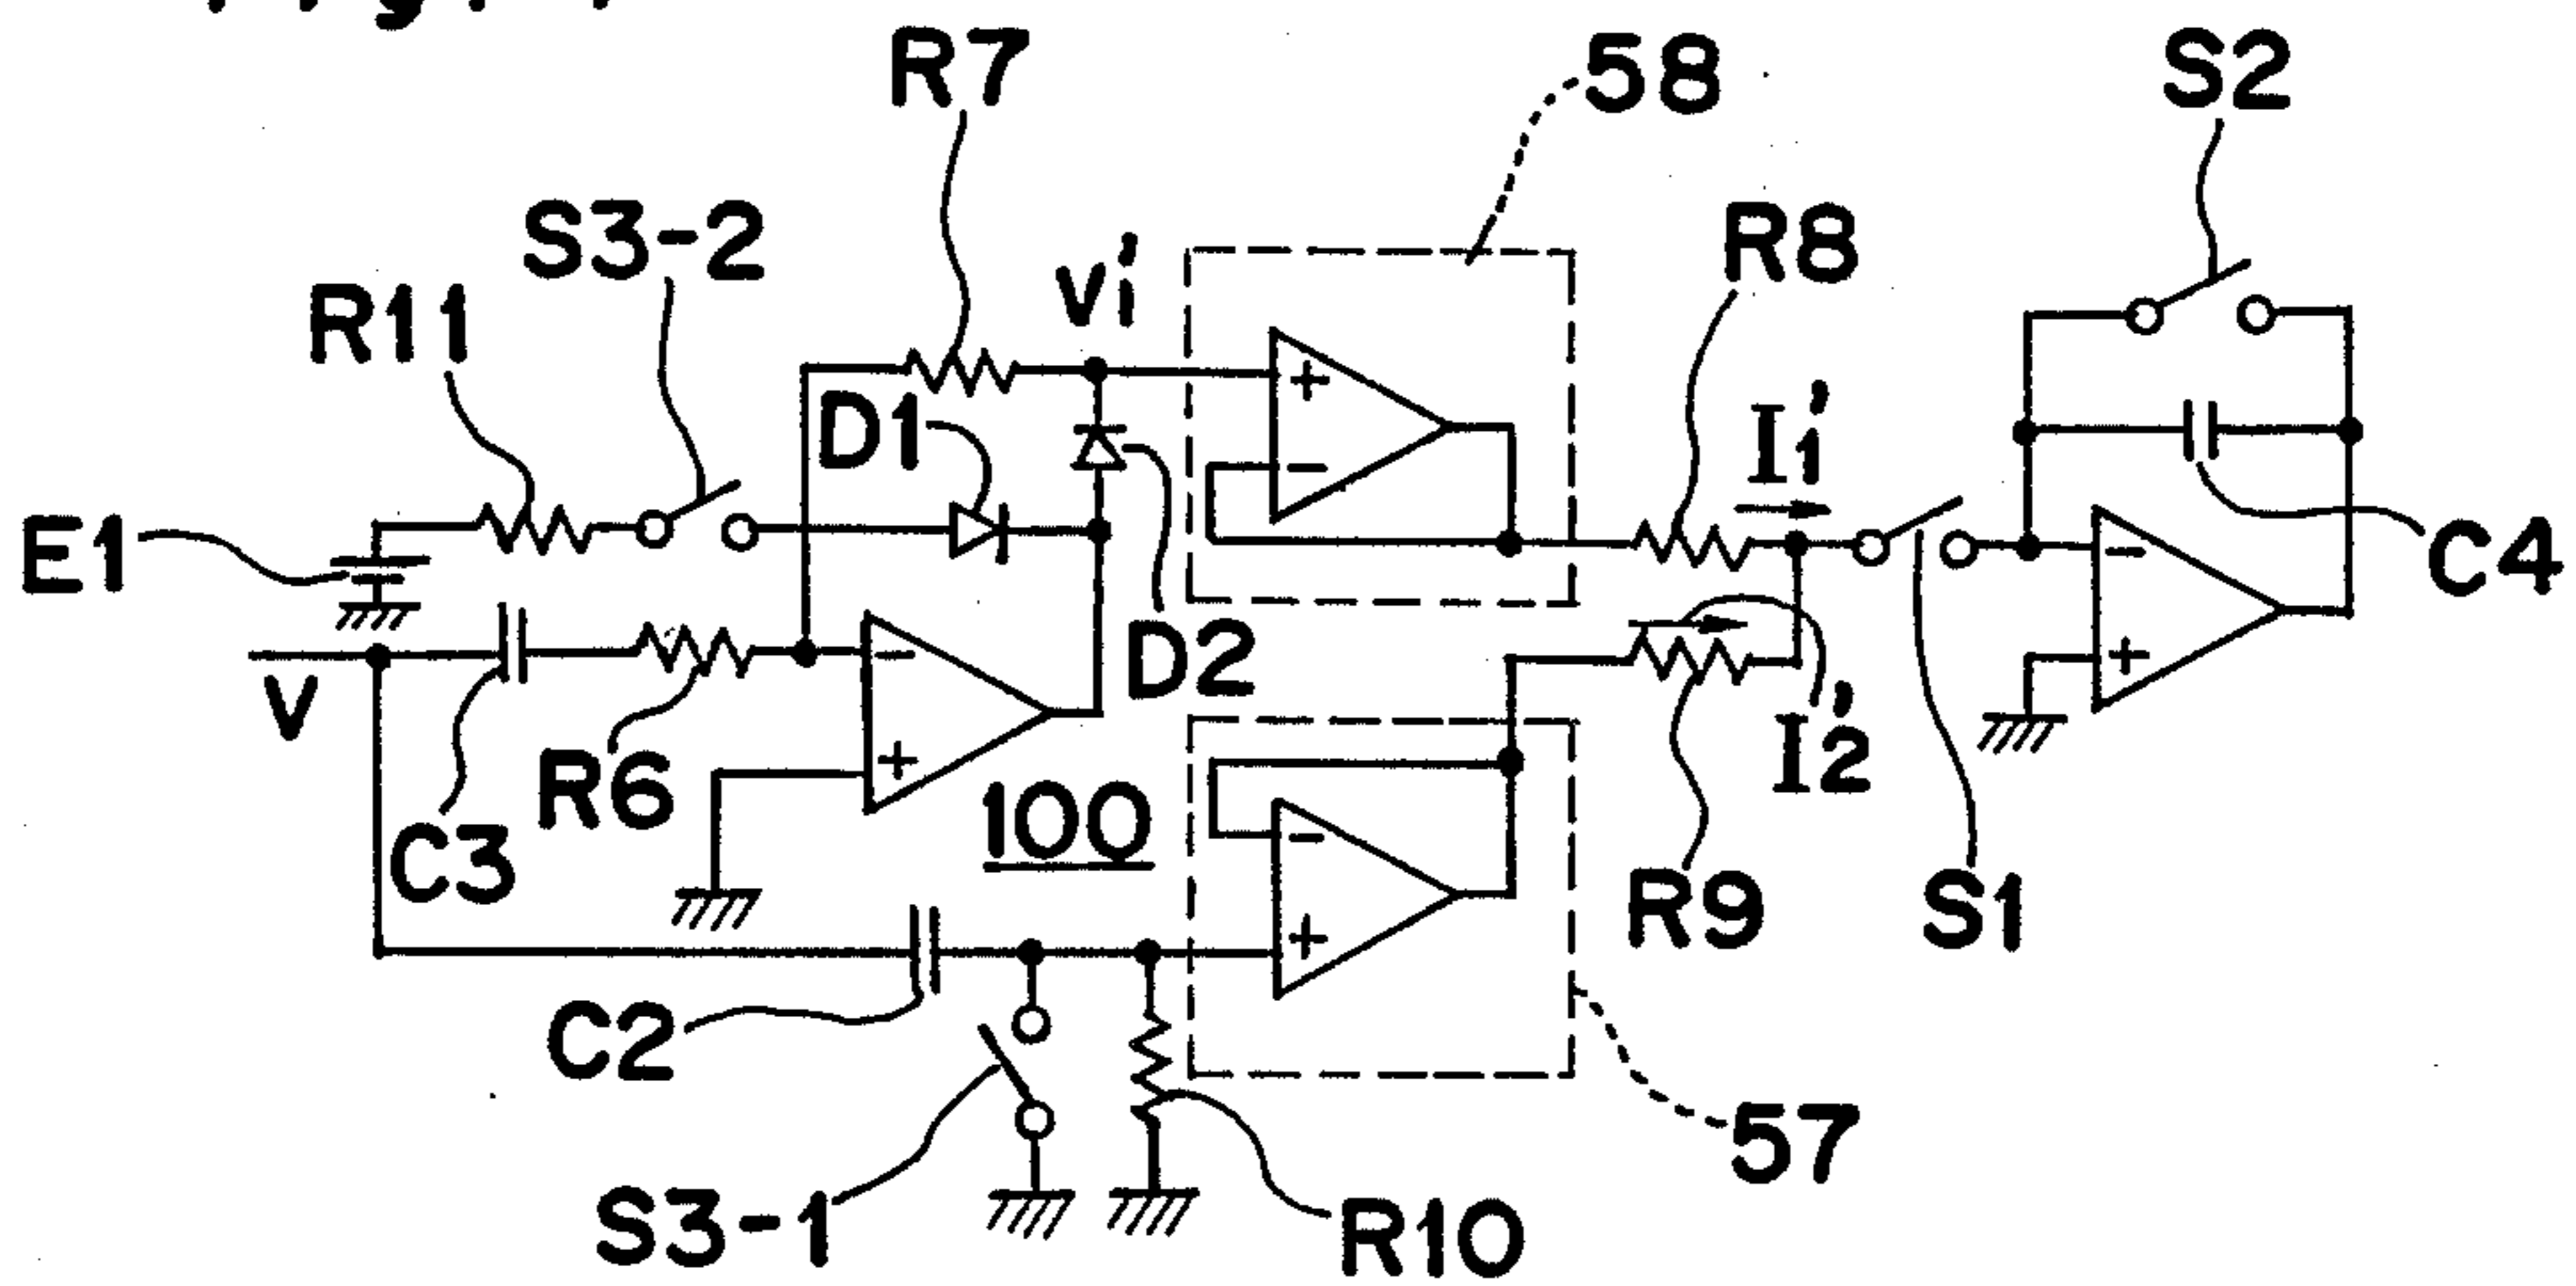 R7
58
S2
S3-2
R8
R11
V1'
D1
I1'
E1
C4
D2
V
I2'
R6
100
C3
R9
S1
C2
57
S3-1
R10
+
−
−
+
−
+
−
+